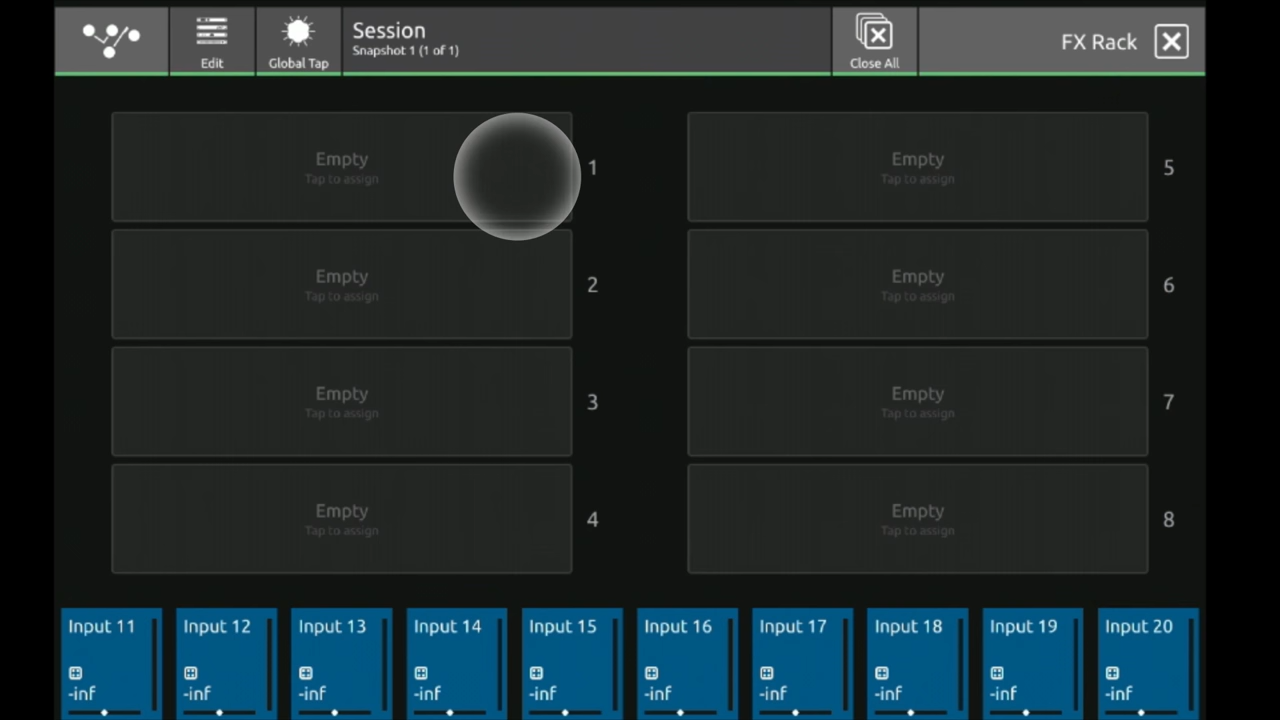 Edit
Global Tap
Session
Snapshot 1 (1 of 1)
Close All
FX Rack
Empty
Tap to assign
1
Empty
Tap to assign
5
Empty
Tap to assign
2
Empty
Tap to assign
6
Empty
Tap to assign
3
Empty
Tap to assign
7
Empty
Tap to assign
4
Empty
Tap to assign
8
Input 11
-inf
Input 12
-inf
Input 13
-inf
Input 14
-inf
Input 15
-inf
Input 16
-inf
Input 17
-inf
Input 18
-inf
Input 19
-inf
Input 20
-inf